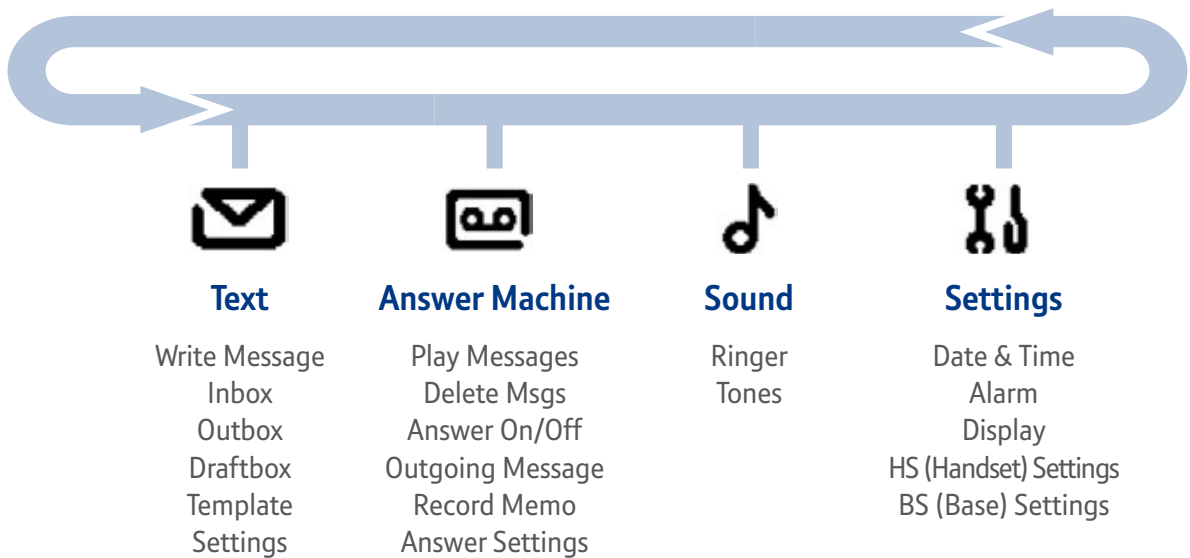 Text
Write Message
Inbox
Outbox
Draftbox
Template
Settings
Answer Machine
Play Messages
Delete Msgs
Answer On/Off
Outgoing Message
Record Memo
Answer Settings
Sound
Ringer
Tones
Settings
Date & Time
Alarm
Display
HS (Handset) Settings
BS (Base) Settings